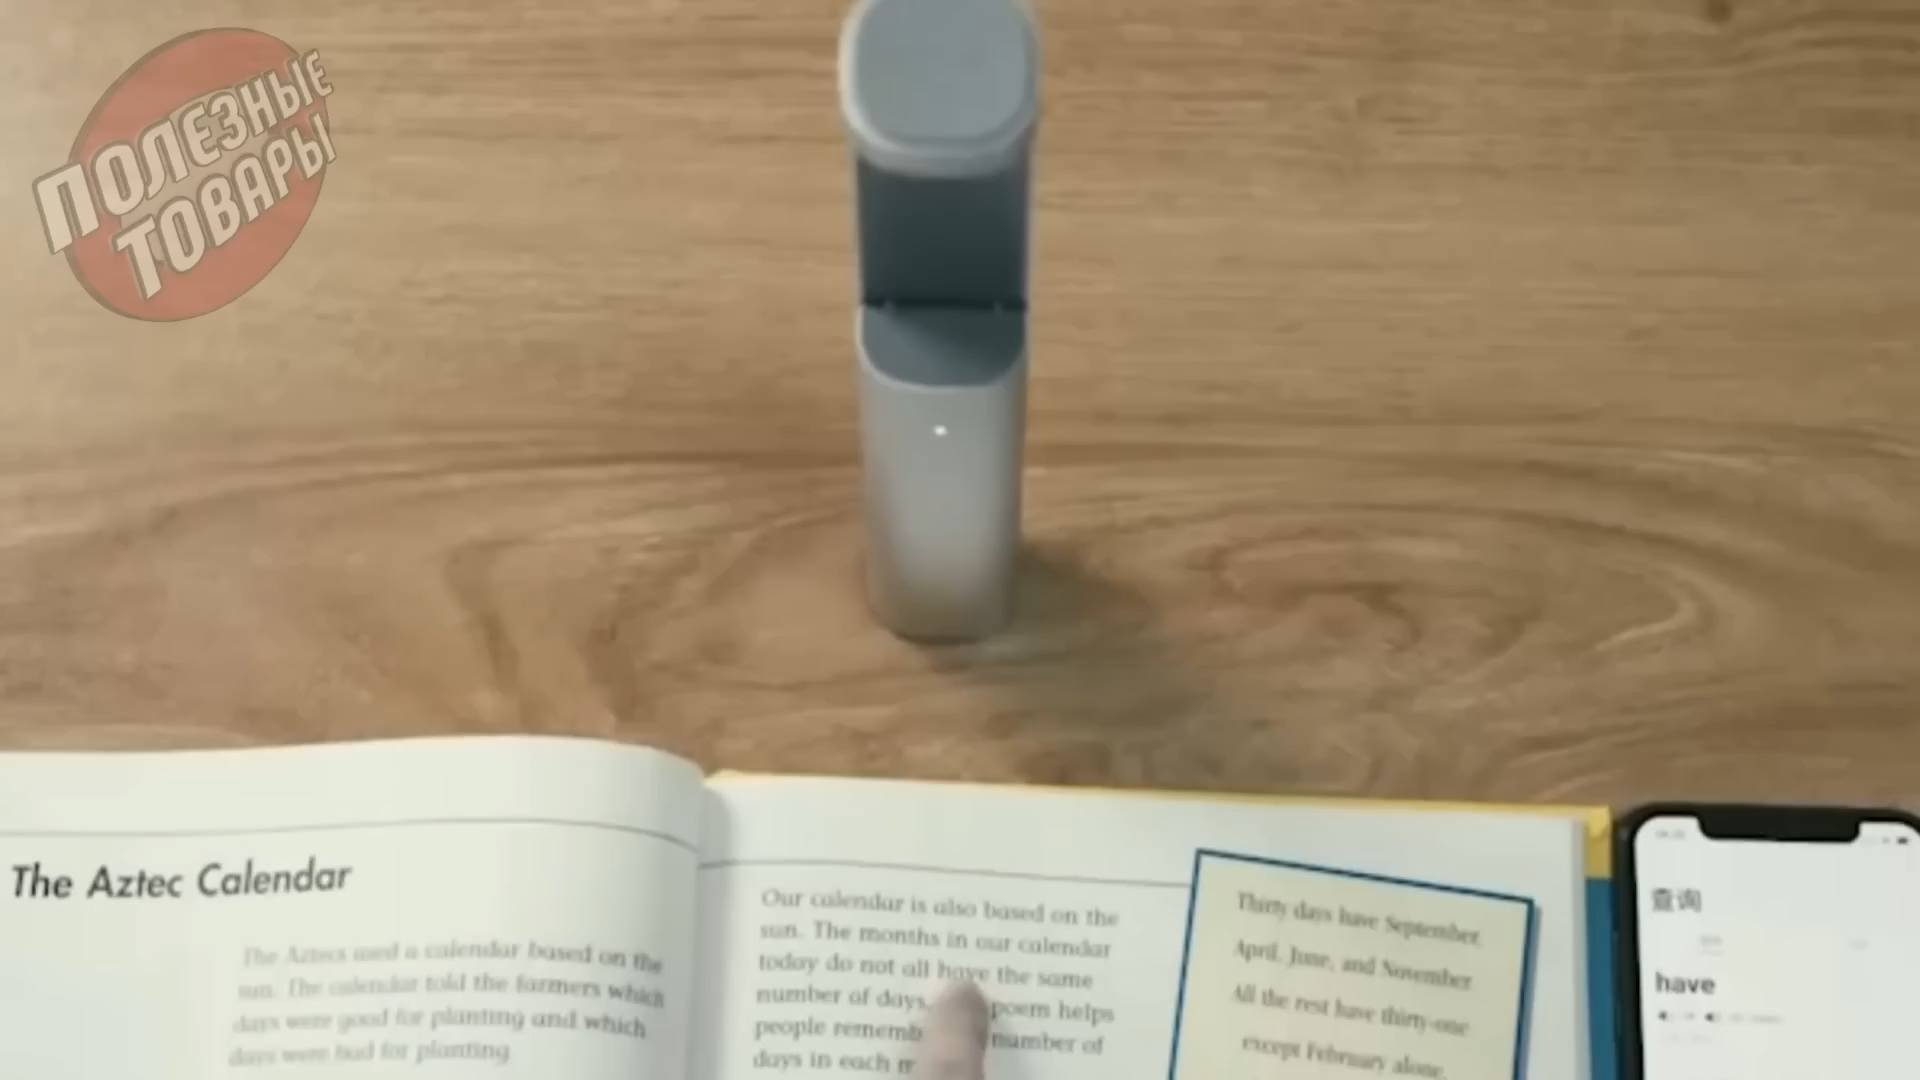 ПОЛЕЗНЫЕ
ТОВАРЫ
The Aztec Calendar
The Aztecs used a calendar based on the
sun. The calendar told the farmers which
days were good for planting and which
days were bad for planting.
Our calendar is also based on the
sun. The months in our calendar
today do not all have the same
number of days. poem helps
people rememb number of
days in each m
Thirty days have September,
April, June, and November.
All the rest have thirty-one
except February alone,
查询
have